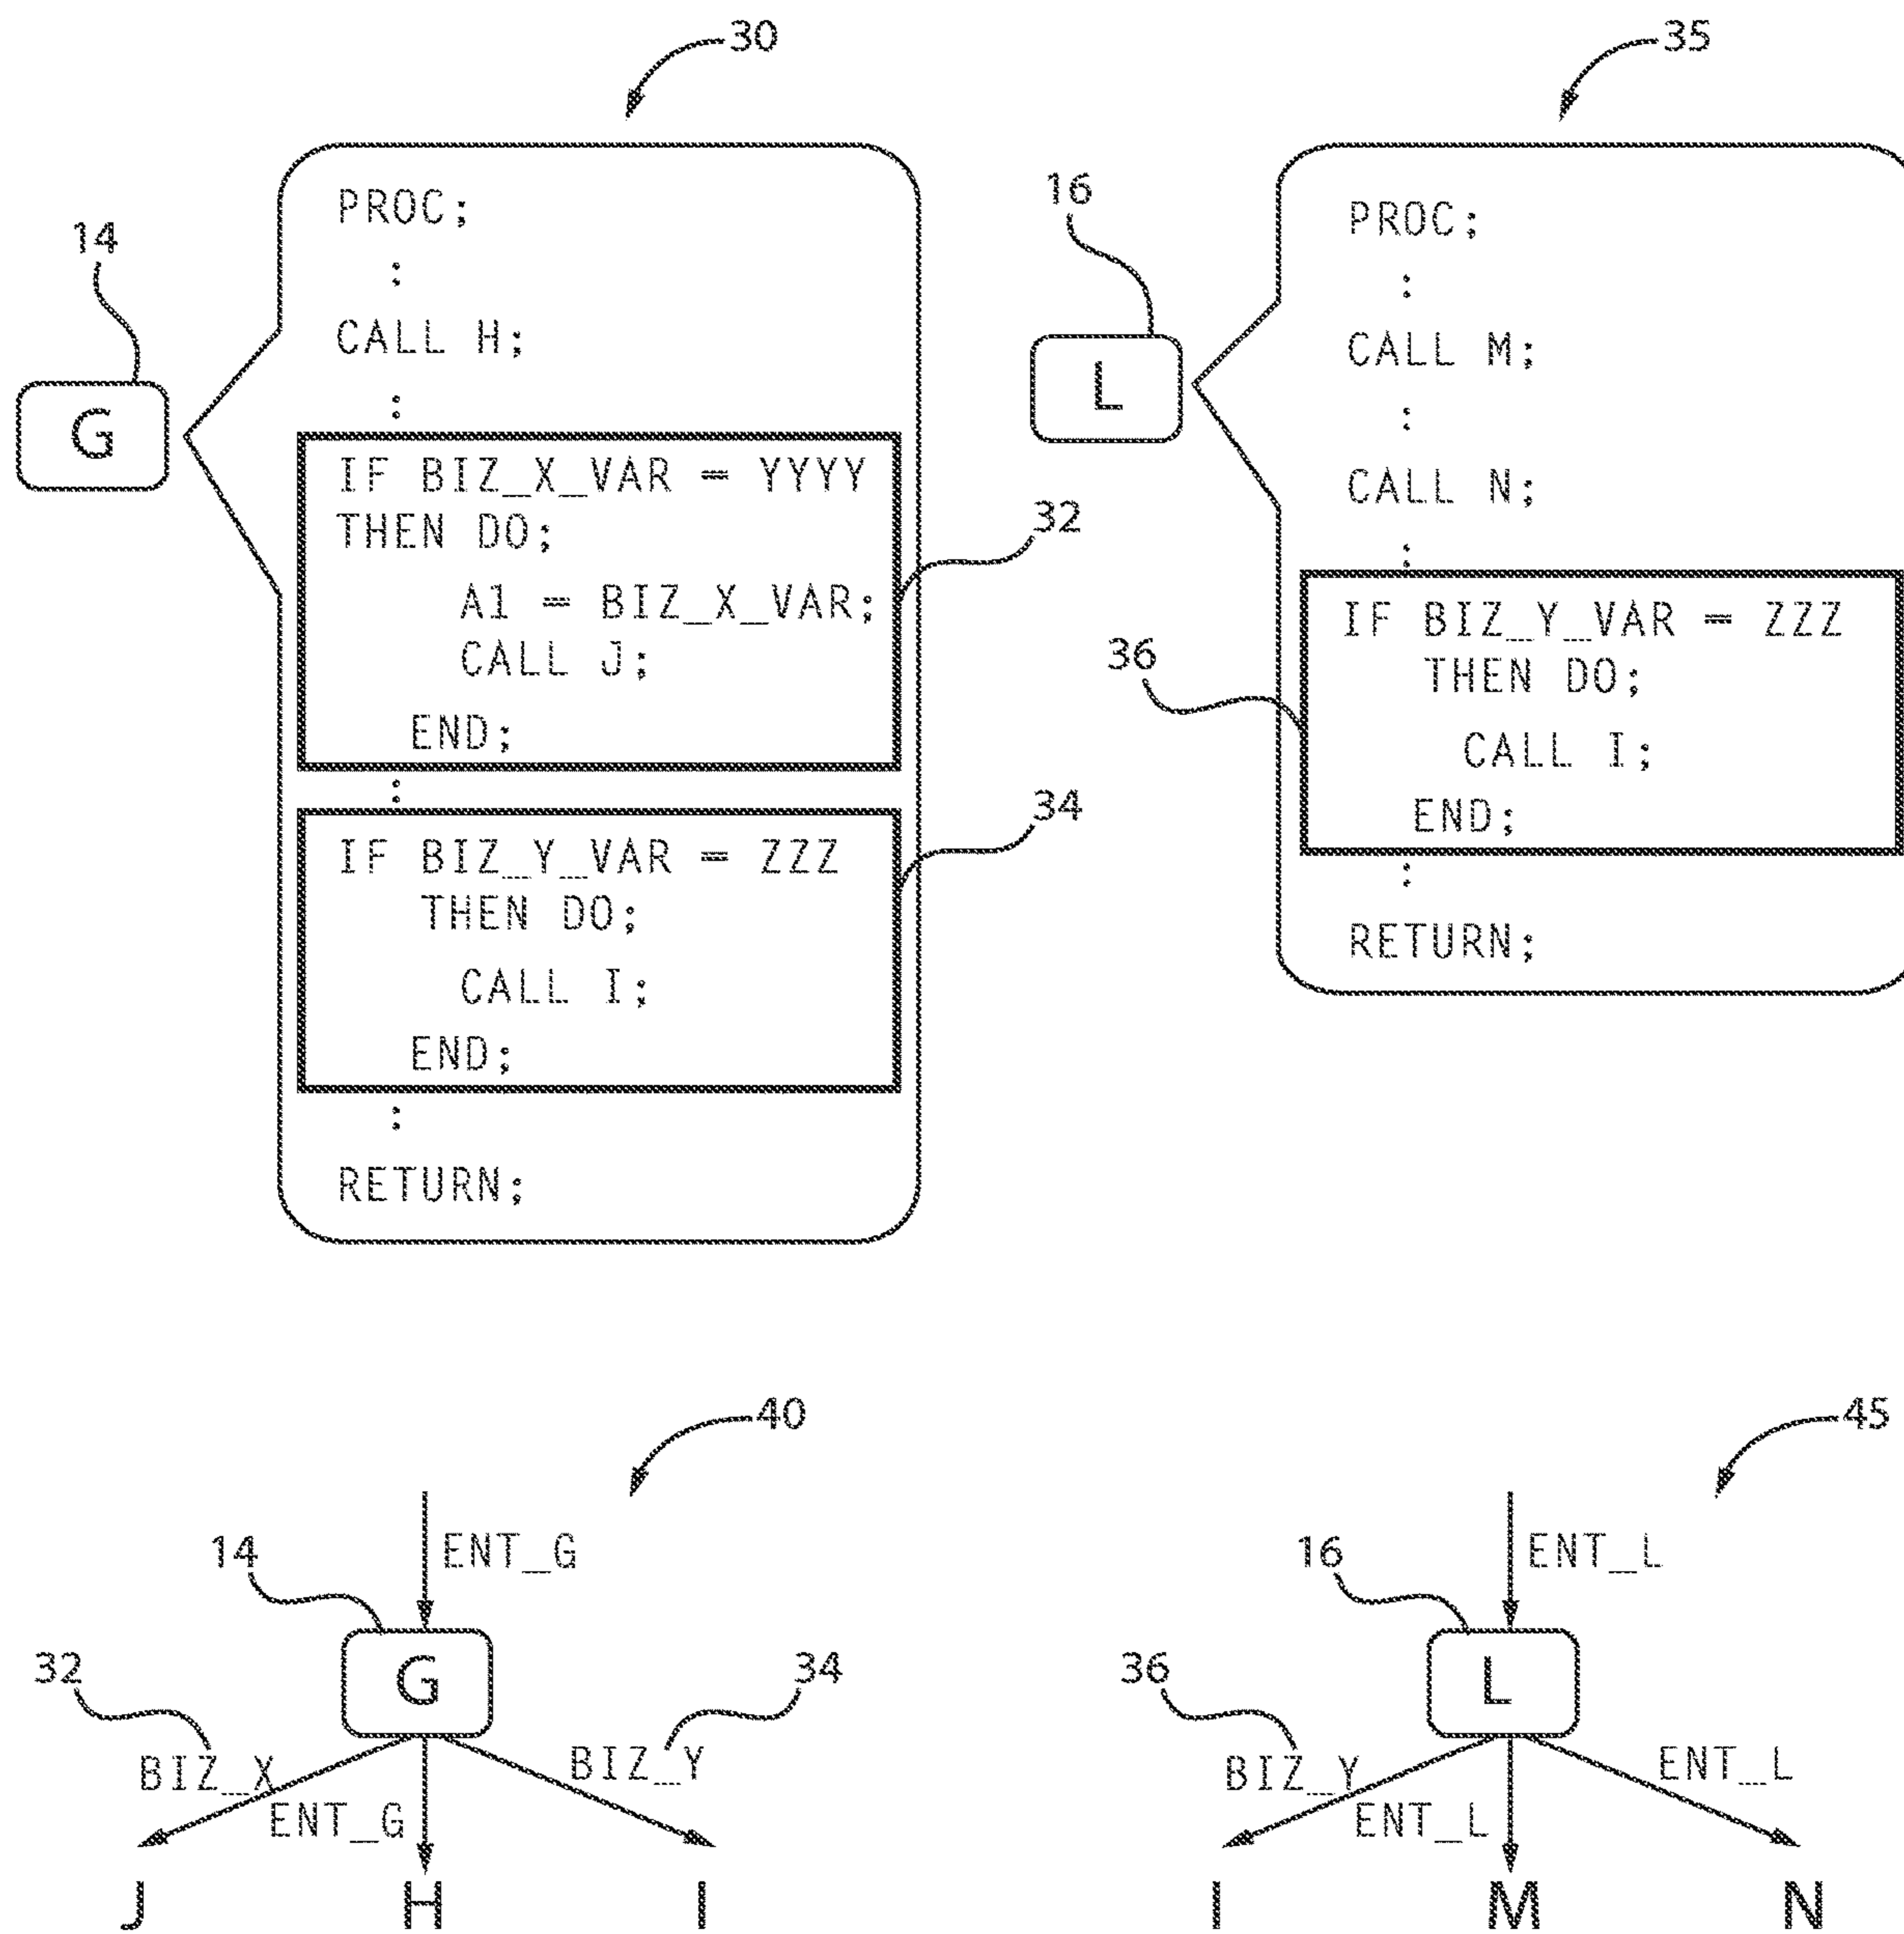 30
14
G
PROC;
:
CALL H;
:
IF BIZ_X_VAR = YYYY
THEN DO;
A1 = BIZ_X_VAR;
CALL J;
END;
32
:
IF BIZ_Y_VAR = ZZZ
THEN DO;
CALL I;
END;
34
:
RETURN;
35
16
L
PROC;
:
CALL M;
:
CALL N;
:
IF BIZ_Y_VAR = ZZZ
THEN DO;
CALL I;
END;
36
:
RETURN;
40
ENT_G
14
G
32
34
BIZ_X
ENT_G
BIZ_Y
J H I
45
ENT_L
16
L
36
BIZ_Y
ENT_L
ENT_L
I M N